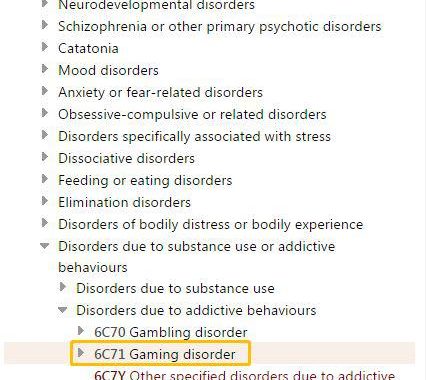 Neurodevelopmental disorders
Schizophrenia or other primary psychotic disorders
Catatonia
Mood disorders
Anxiety or fear-related disorders
Obsessive-compulsive or related disorders
Disorders specifically associated with stress
Dissociative disorders
Feeding or eating disorders
Elimination disorders
Disorders of bodily distress or bodily experience
Disorders due to substance use or addictive
behaviours
Disorders due to substance use
Disorders due to addictive behaviours
6C70 Gambling disorder
6C71 Gaming disorder
6C7Y Other specified disorders due to addictive